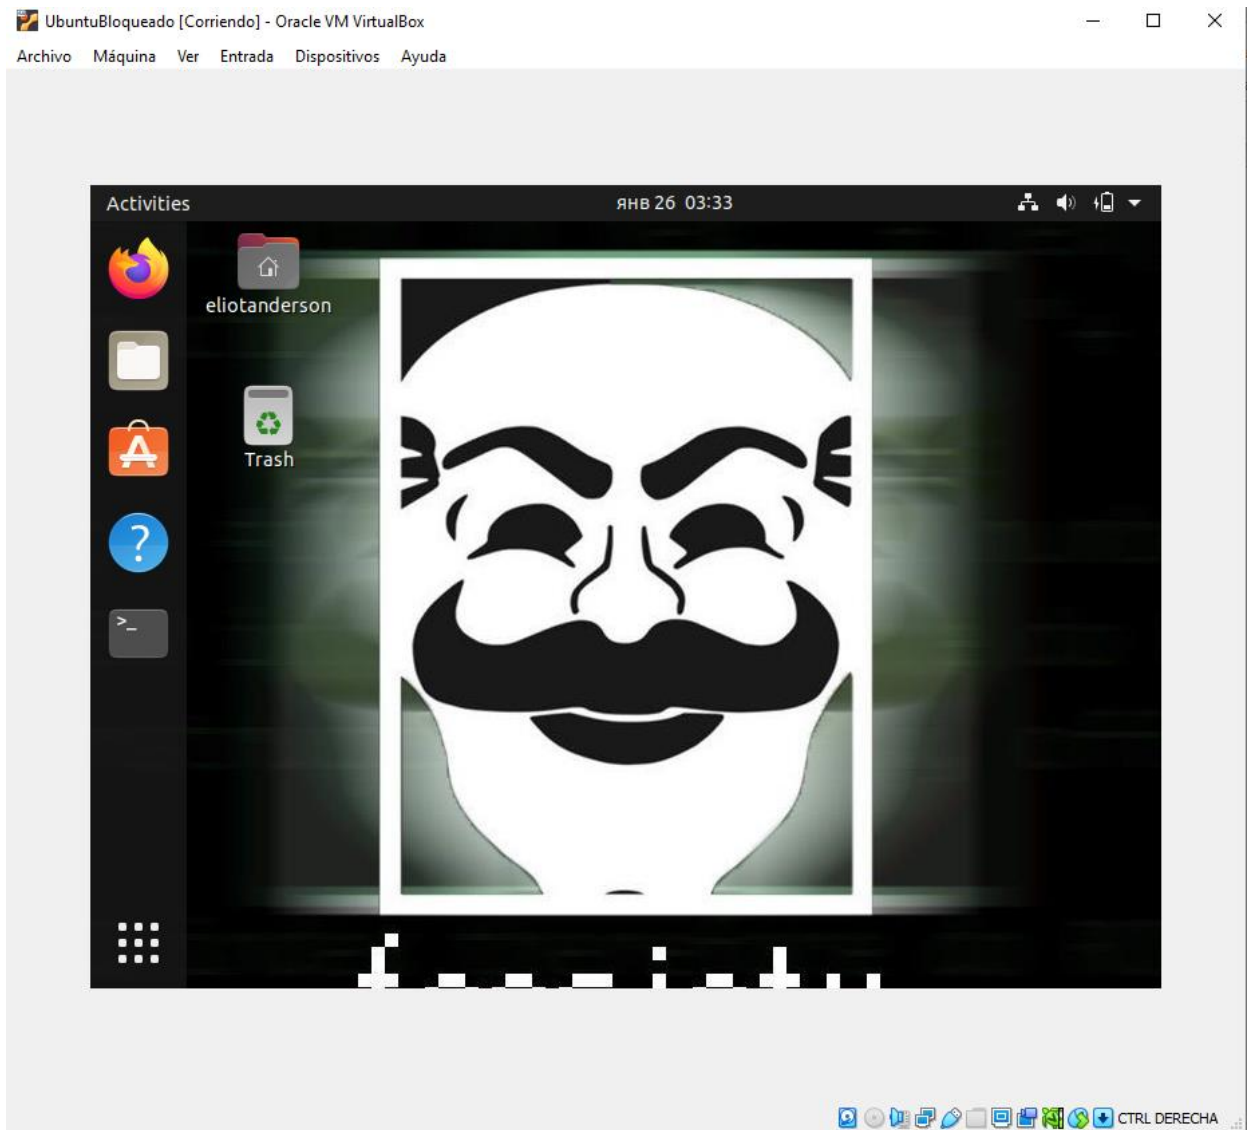 UbuntuBloqueado [Corriendo] - Oracle VM VirtualBox
Archivo Máquina Ver Entrada Dispositivos Ayuda
Activities янв 26 03:33
eliotanderson
Trash
CTRL DERECHA